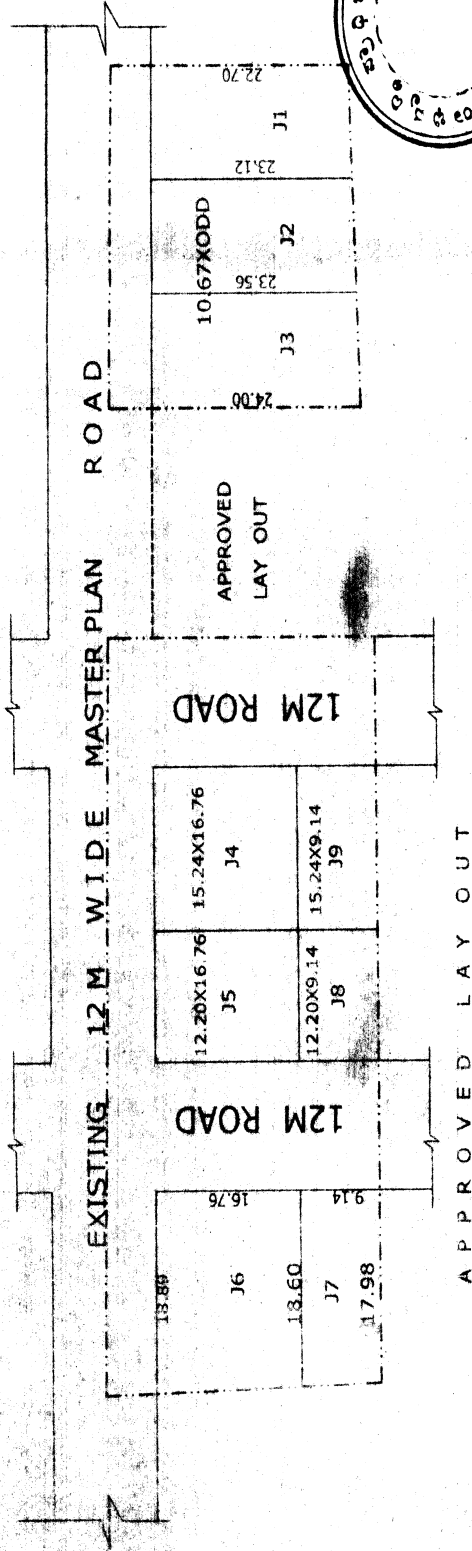 EXISTING 12 M WIDE MASTER PLAN ROAD
18.89
16.76
J6
18.60
J7
9.14
17.98
12M ROAD
12.20X16.76
J5
15.24X16.76
J4
12.20X9.14
J8
15.24X9.14
J9
12M ROAD
APPROVED
LAY OUT
24.00
J3
23.56
10.67XODD
J2
23.12
J1
22.70
APPROVED LAY OUT